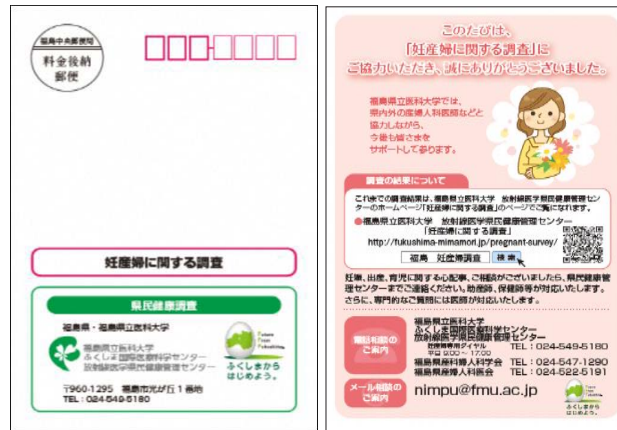 福島中央郵便局
料金後納
郵便
妊産婦に関する調査
県民健康調査
福島県・福島県立医科大学
福島県立医科大学
ふくしま国際医療科学センター
放射線医学県民健康管理センター
Future From Fukushima.
ふくしまから
はじめよう。
〒960-1295 福島市光が丘1番地
TEL:024-549-5180
このたびは、
「妊産婦に関する調査」に
ご協力いただき、誠にありがとうございました。
福島県立医科大学では、
県内外の産婦人科医師などと
協力しながら、
今後も皆さまを
サポートして参ります。
調査の結果について
これまでの調査結果は、福島県立医科大学 放射線医学県民健康管理セン
ターのホームページ「妊産婦に関する調査」のページでご覧になれます。
●福島県立医科大学 放射線医学県民健康管理センター
「妊産婦に関する調査」
http://fukushima-mimamori.jp/pregnant-survey/
福島 妊産婦調査 検索
妊娠、出産、育児に関する心配事、ご相談がございましたら、県民健康管
理センターまでご連絡ください。助産師、保健師等が対応いたします。
さらに、専門的なご質問には医師が対応いたします。
電話相談の
ご案内
福島県立医科大学
ふくしま国際医療科学センター
放射線医学県民健康管理センター
妊産婦専用ダイヤル
平日 9:00~17:00
TEL:024-549-5180
福島県産科婦人科学会 TEL:024-547-1290
福島県産婦人科医会 TEL:024-522-5191
メール相談の
ご案内
nimpu@fmu.ac.jp
ふくしまから
はじめよう。